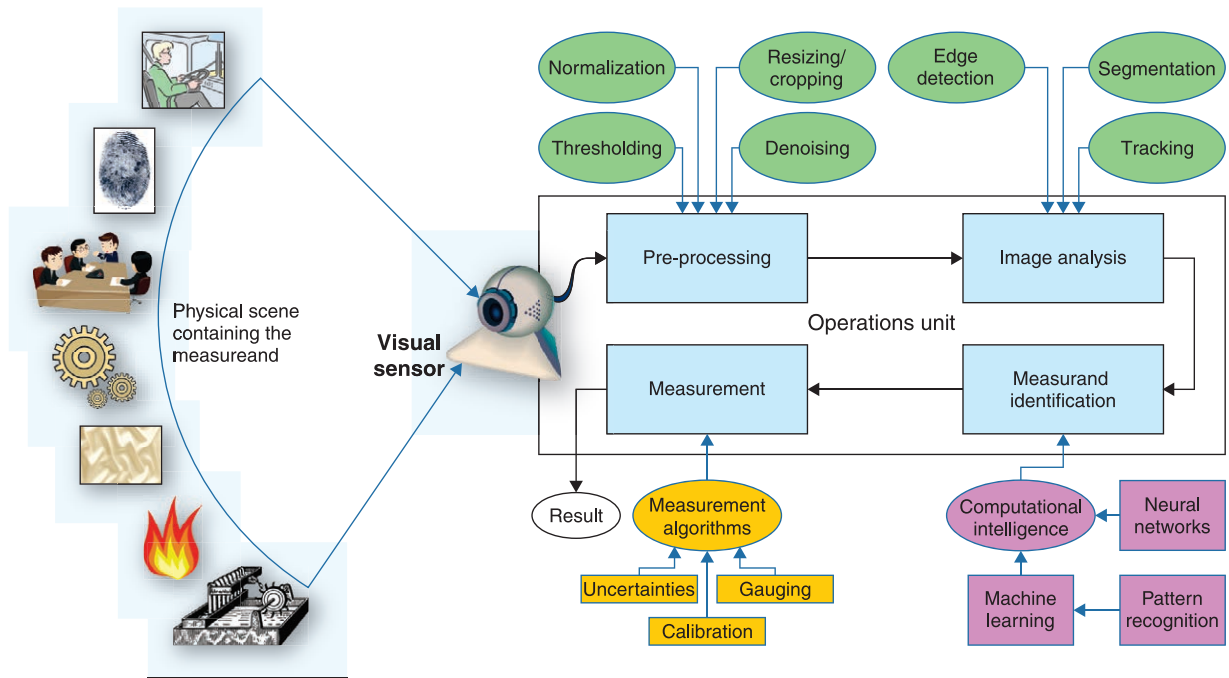 Normalization
Resizing/
cropping
Edge
detection
Segmentation
Thresholding
Denoising
Tracking
Pre-processing
Image analysis
Physical scene
containing the
measureand
Visual
sensor
Operations unit
Measurement
Measurand
identification
Result
Measurement
algorithms
Computational
intelligence
Neural
networks
Uncertainties
Gauging
Calibration
Machine
learning
Pattern
recognition